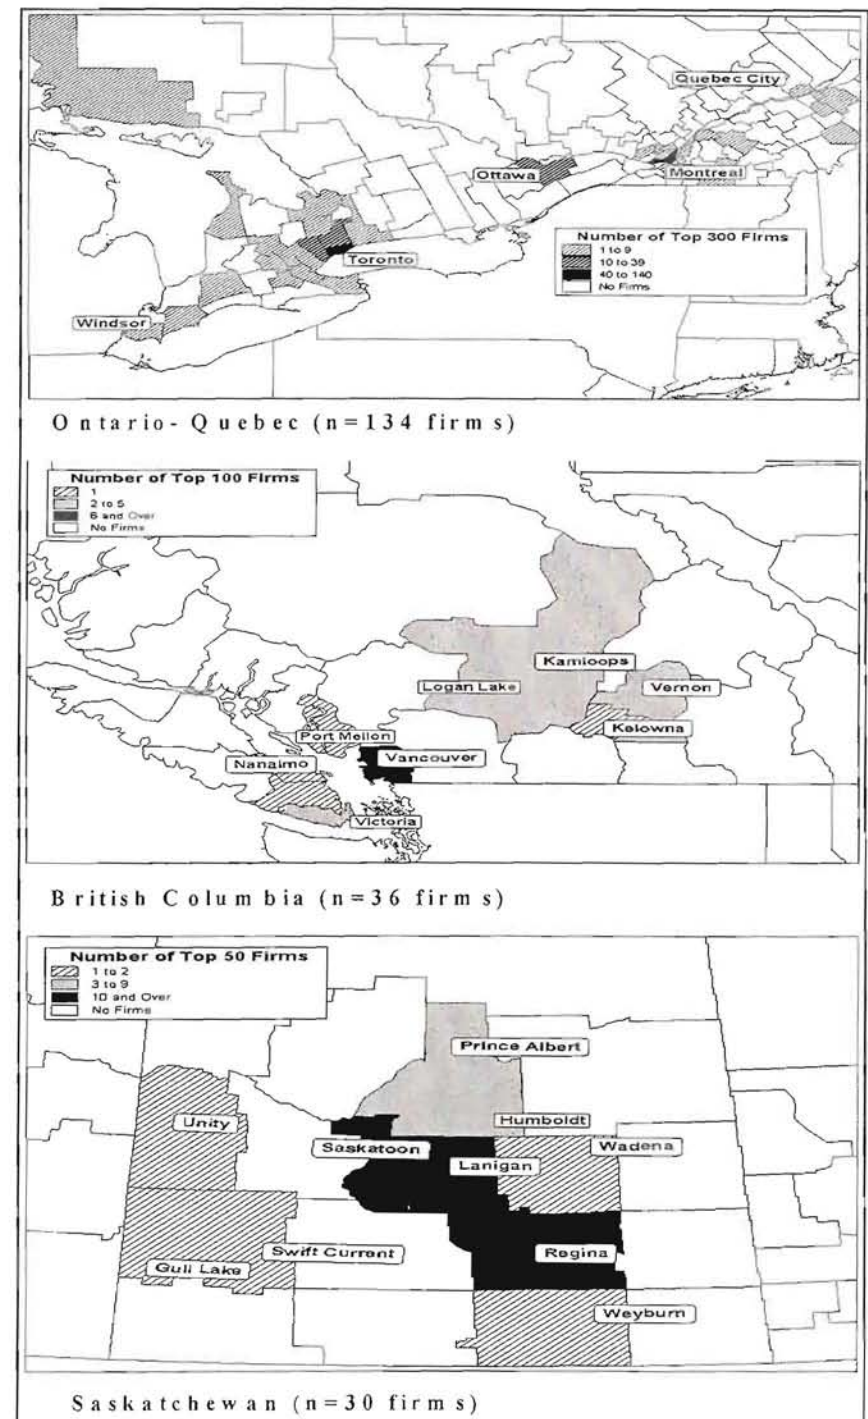 Quebec City
Ottawa
Montreal
Number of Top 300 Firms
1 to 9
10 to 39
40 to 140
No Firms
Toronto
Windsor
Ontario-Quebec (n=134 firms)
Number of Top 100 Firms
1
2 to 5
6 and Over
No Firms
Kamloops
Logan Lake
Vernon
Kelowna
Port Mellon
Vancouver
Nanaimo
Victoria
British Columbia (n=36 firms)
Number of Top 50 Firms
1 to 2
3 to 9
10 and Over
No Firms
Prince Albert
Unity
Humboldt
Saskatoon
Wadena
Lanigan
Swift Current
Regina
Gull Lake
Weyburn
Saskatchewan (n=30 firms)